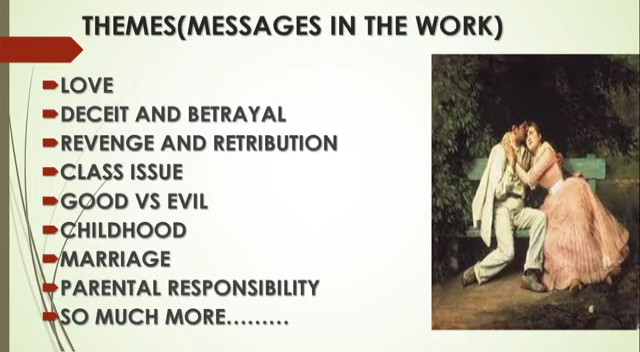 THEMES(MESSAGES IN THE WORK)
LOVE
DECEIT AND BETRAYAL
REVENGE AND RETRIBUTION
CLASS ISSUE
GOOD VS EVIL
CHILDHOOD
MARRIAGE
PARENTAL RESPONSIBILITY
SO MUCH MORE.........